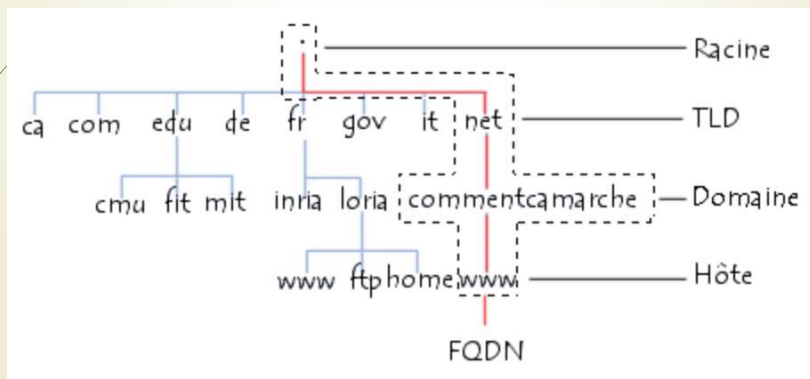 . Racine
ca com edu de fr gov it net TLD
cmu fit mit inria loria commentcamarche Domaine
www ftp home www Hôte
FQDN